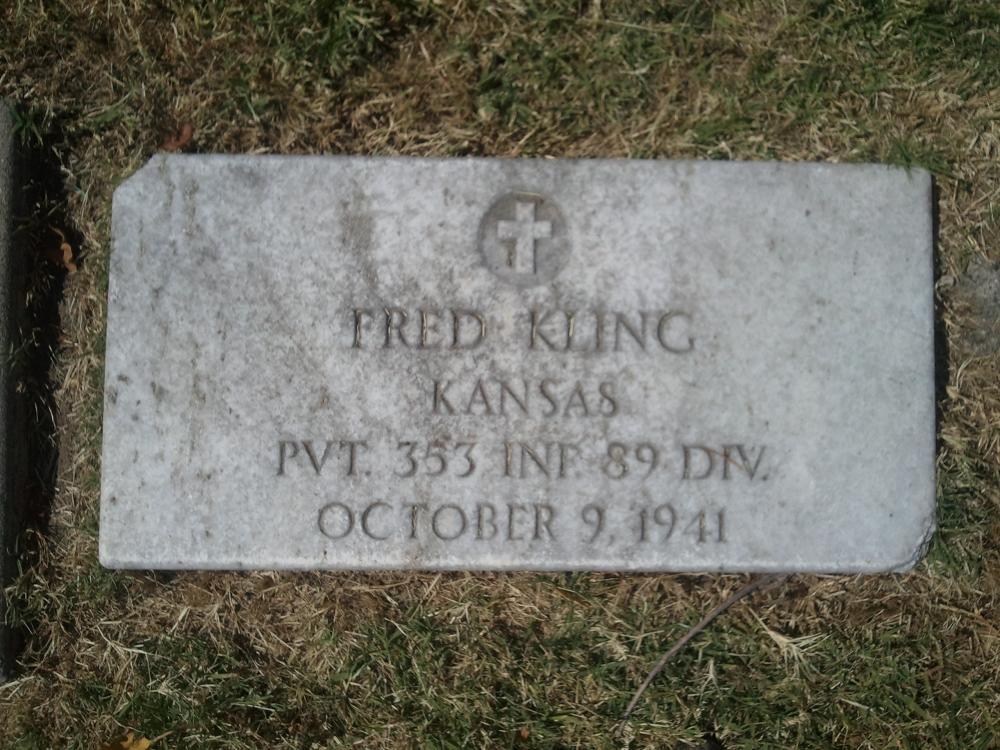 FRED KLING
KANSAS
PVT. 353 INF. 89 DIV.
OCTOBER 9, 1941